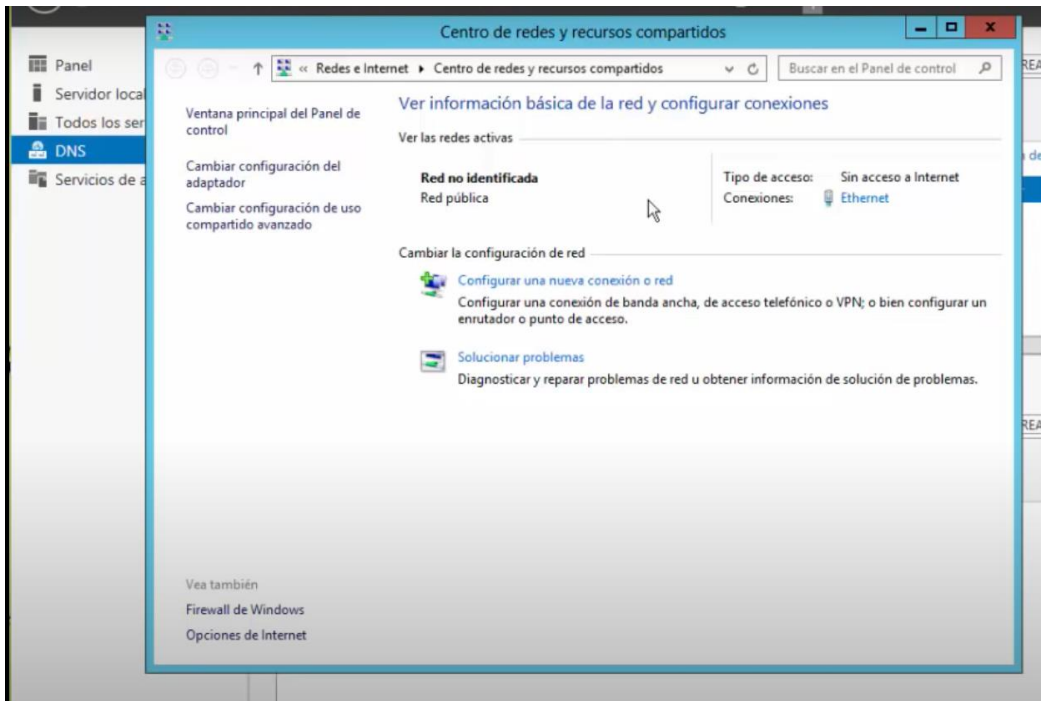 Centro de redes y recursos compartidos
Panel
Servidor local
Todos los ser
DNS
Servicios de a
« Redes e Internet ▸ Centro de redes y recursos compartidos
Buscar en el Panel de control
Ventana principal del Panel de
control
Cambiar configuración del
adaptador
Cambiar configuración de uso
compartido avanzado
Ver información básica de la red y configurar conexiones
Ver las redes activas
Red no identificada
Red pública
Tipo de acceso: Sin acceso a Internet
Conexiones: Ethernet
Cambiar la configuración de red
Configurar una nueva conexión o red
Configurar una conexión de banda ancha, de acceso telefónico o VPN; o bien configurar un
enrutador o punto de acceso.
Solucionar problemas
Diagnosticar y reparar problemas de red u obtener información de solución de problemas.
Vea también
Firewall de Windows
Opciones de Internet
REA
de
REA